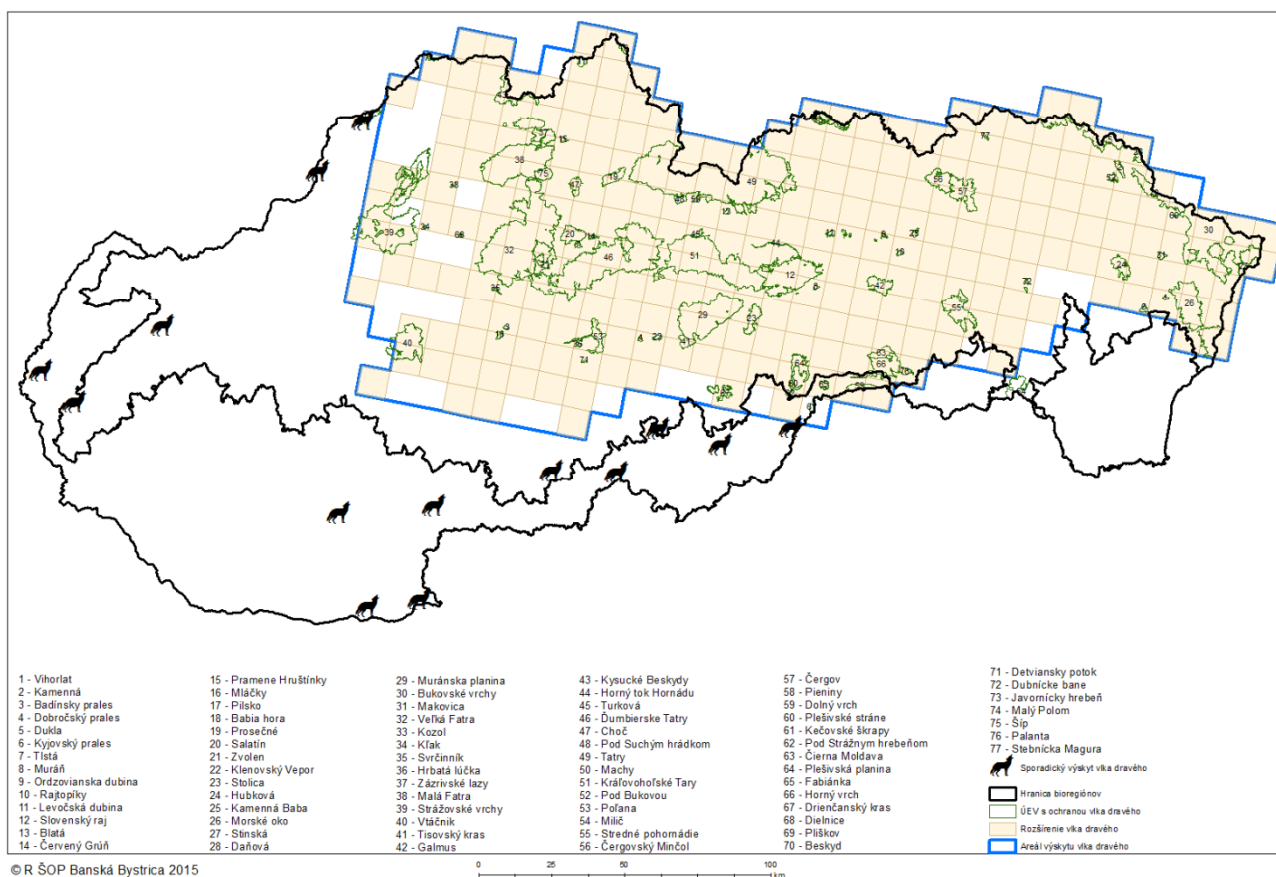 1 - Vihorlat
2 - Kamenná
3 - Badínsky prales
4 - Dobročský prales
5 - Dukla
6 - Kyjovský prales
7 - Tlstá
8 - Muráň
9 - Ordzovianska dubina
10 - Rajtopíky
11 - Levočská dubina
12 - Slovenský raj
13 - Blatá
14 - Červený Grúň
15 - Pramene Hruštínky
16 - Mláčky
17 - Pilsko
18 - Babia hora
19 - Prosečné
20 - Salatín
21 - Zvolen
22 - Klenovský Vepor
23 - Stolica
24 - Hubková
25 - Kamenná Baba
26 - Morské oko
27 - Stinská
28 - Daňová
29 - Muránska planina
30 - Bukovské vrchy
31 - Makovica
32 - Veľká Fatra
33 - Kozol
34 - Kľak
35 - Svrčinník
36 - Hrbatá lúčka
37 - Zázrivské lazy
38 - Malá Fatra
39 - Strážovské vrchy
40 - Vtáčnik
41 - Tisovský kras
42 - Galmus
43 - Kysucké Beskydy
44 - Horný tok Hornádu
45 - Turková
46 - Ďumbierske Tatry
47 - Choč
48 - Pod Suchým hrádkom
49 - Tatry
50 - Machy
51 - Kráľovohoľské Tary
52 - Pod Bukovou
53 - Poľana
54 - Milič
55 - Stredné pohornádie
56 - Čergovský Minčol
57 - Čergov
58 - Pieniny
59 - Dolný vrch
60 - Plešivské stráne
61 - Kečovské škrapy
62 - Pod Strážnym hrebeňom
63 - Čierna Moldava
64 - Plešivská planina
65 - Fabiánka
66 - Horný vrch
67 - Drienčanský kras
68 - Dielnice
69 - Pliškov
70 - Beskyd
71 - Detviansky potok
72 - Dubnícke bane
73 - Javornícky hrebeň
74 - Malý Polom
75 - Šíp
76 - Palanta
77 - Stebnícka Magura
Sporadický výskyt vlka dravého
Hranica bioregiónov
ÚEV s ochranou vlka dravého
Rozšírenie vlka dravého
Areál výskytu vlka dravého
© R ŠOP Banská Bystrica 2015
0 25 50 100
km